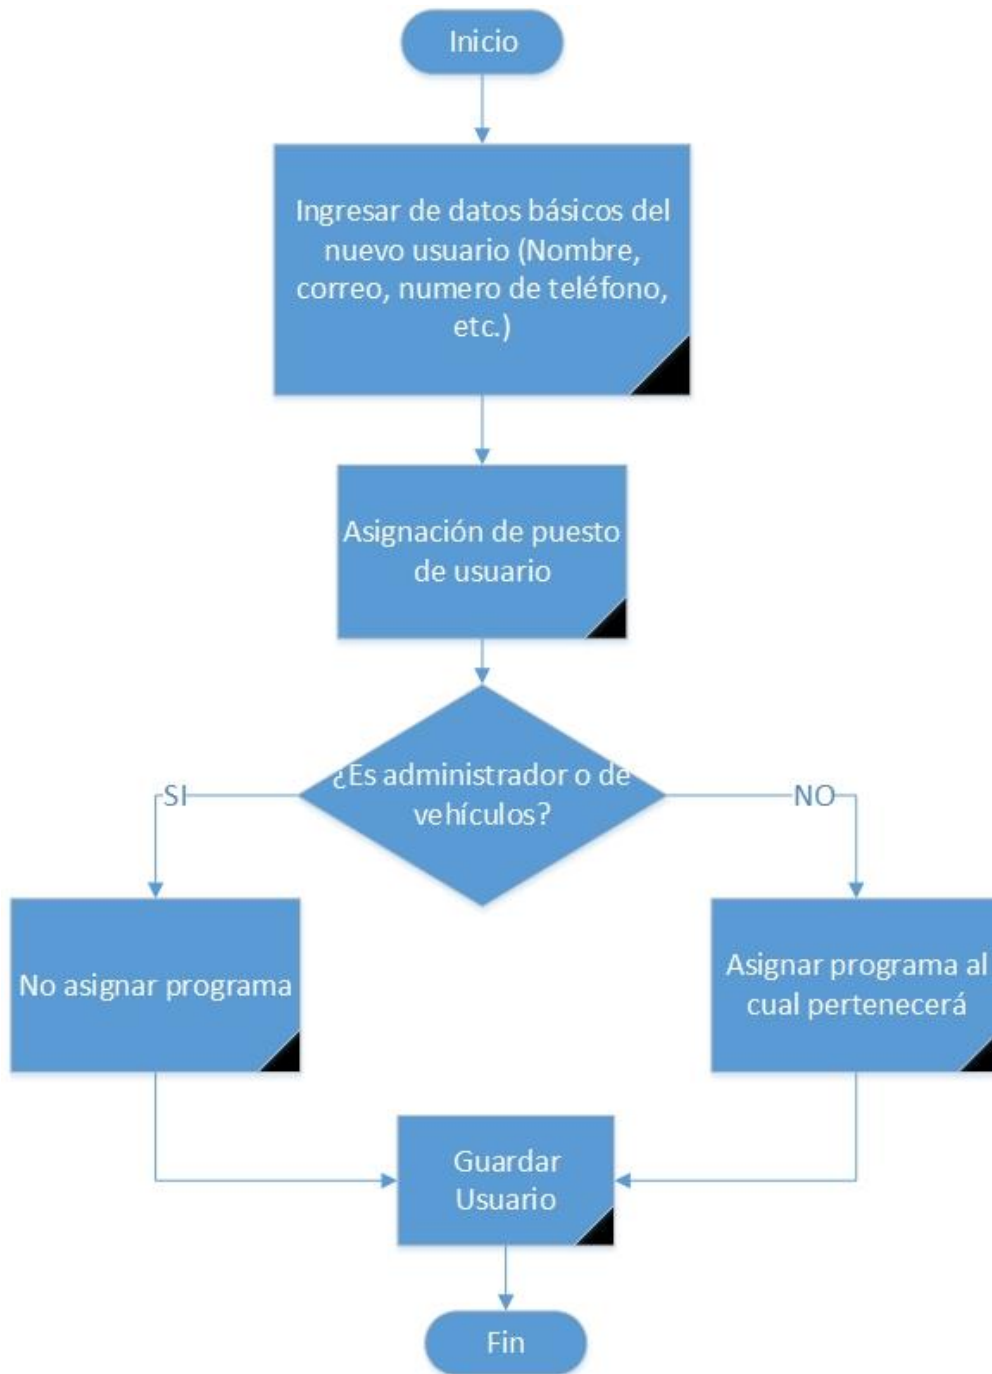 Inicio
Ingresar de datos básicos del
nuevo usuario (Nombre,
correo, numero de teléfono,
etc.)
Asignación de puesto
de usuario
¿Es administrador o de
vehículos?
SI
NO
No asignar programa
Asignar programa al
cual pertenecerá
Guardar
Usuario
Fin